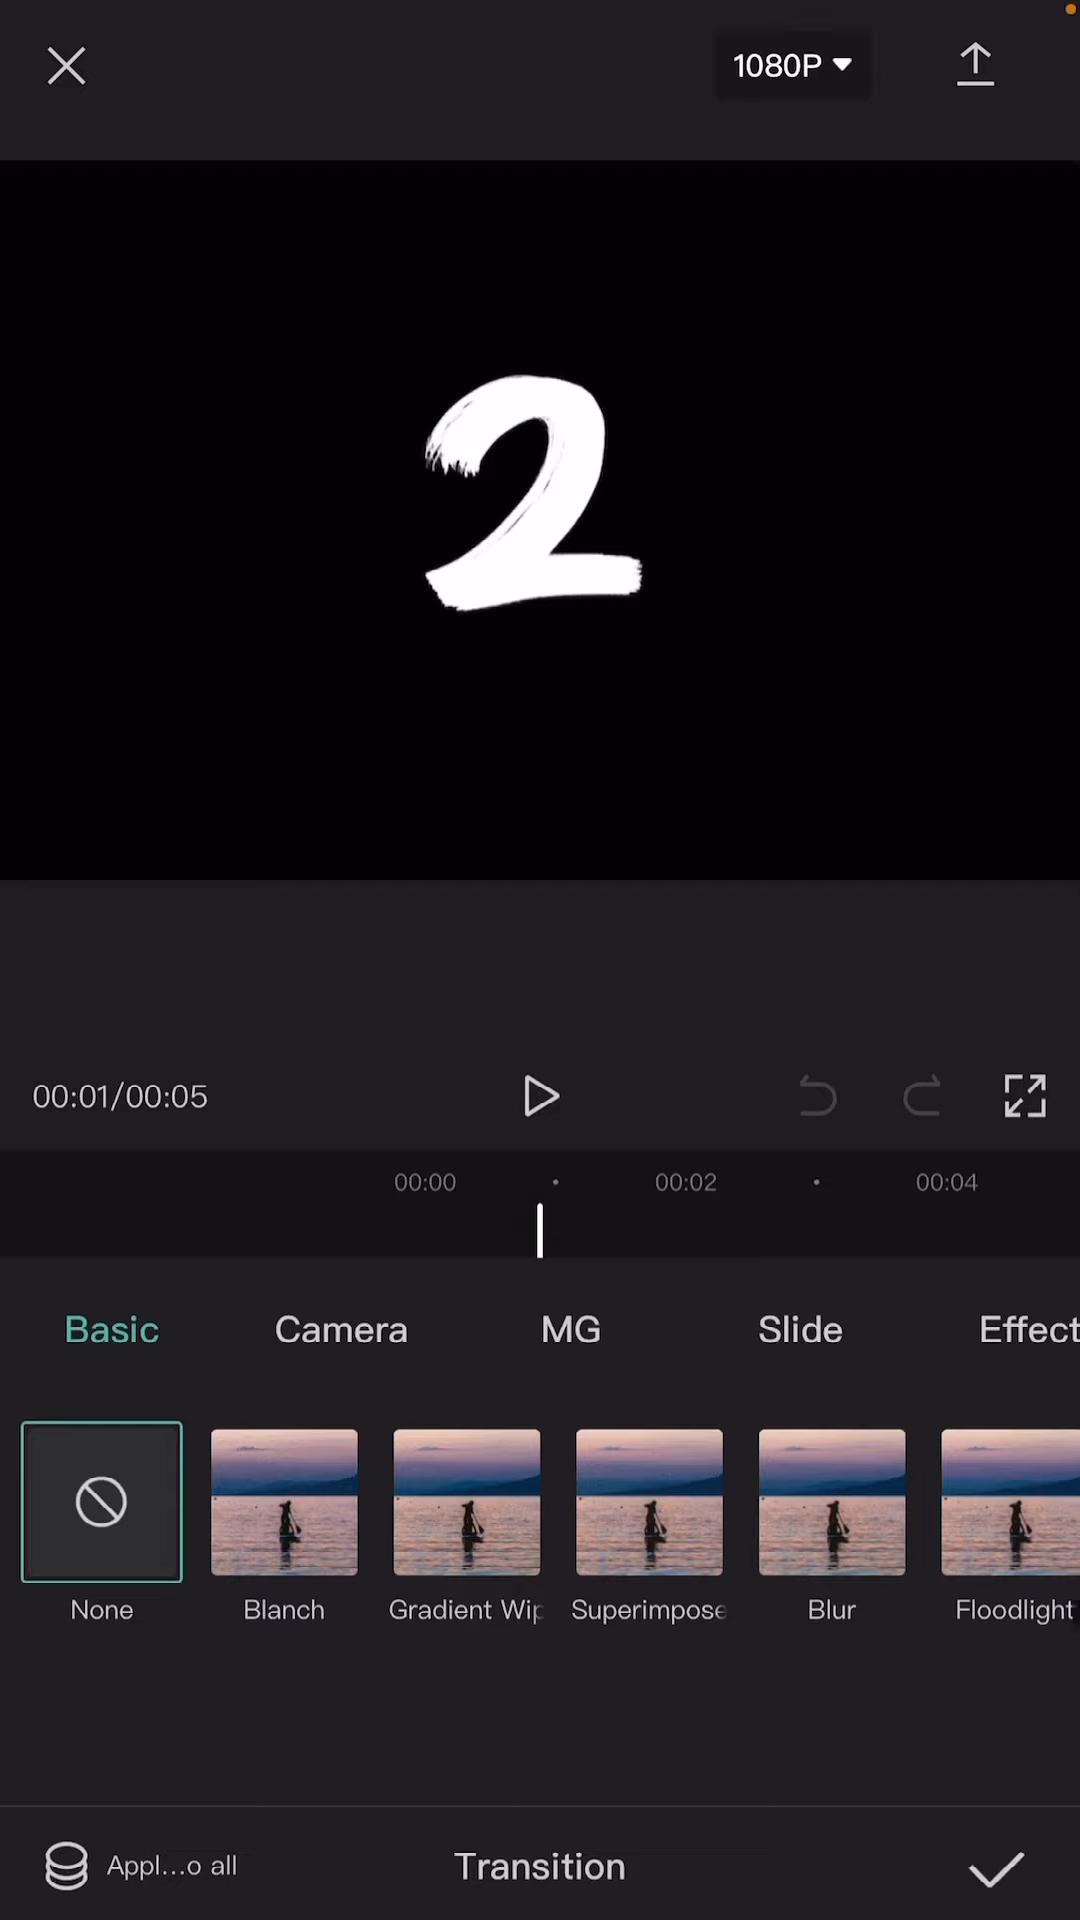 1080P
2
00:01/00:05
00:00
00:02
00:04
Basic
Camera
MG
Slide
Effect
None
Blanch
Gradient Wip
Superimpose
Blur
Floodlight
Appl...o all
Transition